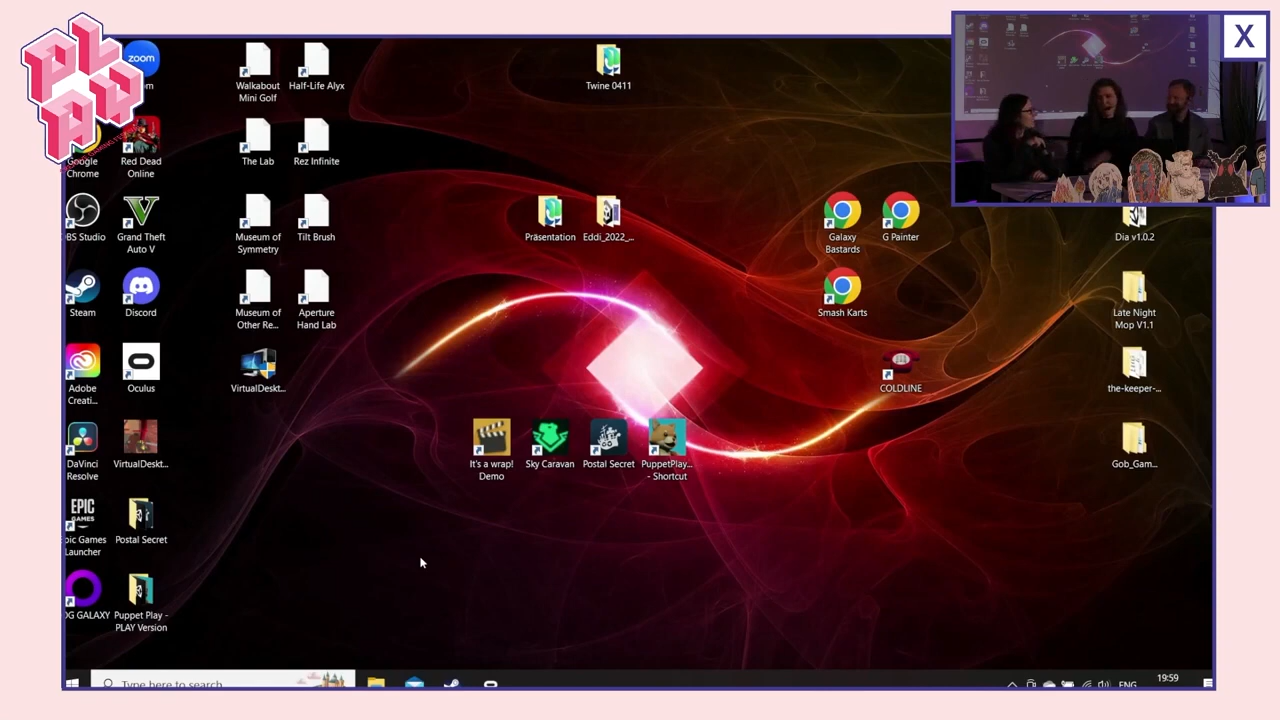 PLAY
zoom
Walkabout
Mini Golf
Half-Life Alyx
Twine 0411
X
Google
Chrome
Red Dead
Online
The Lab
Rez Infinite
BS Studio
Grand Theft
Auto V
Museum of
Symmetry
Tilt Brush
Präsentation
Eddi_2022_...
Galaxy
Bastards
G Painter
Dia v1.0.2
Steam
Discord
Museum of
Other Re...
Aperture
Hand Lab
Smash Karts
Late Night
Mop V1.1
Adobe
Creati...
Oculus
VirtualDeskt...
COLDLINE
the-keeper-...
DaVinci
Resolve
VirtualDeskt...
It's a wrap!
Demo
Sky Caravan
Postal Secret
PuppetPlay...
- Shortcut
Gob_Gam...
EPIC
GAMES
pic Games
Launcher
Postal Secret
OG GALAXY
Puppet Play -
PLAY Version
Type here to search
ENG
19:59